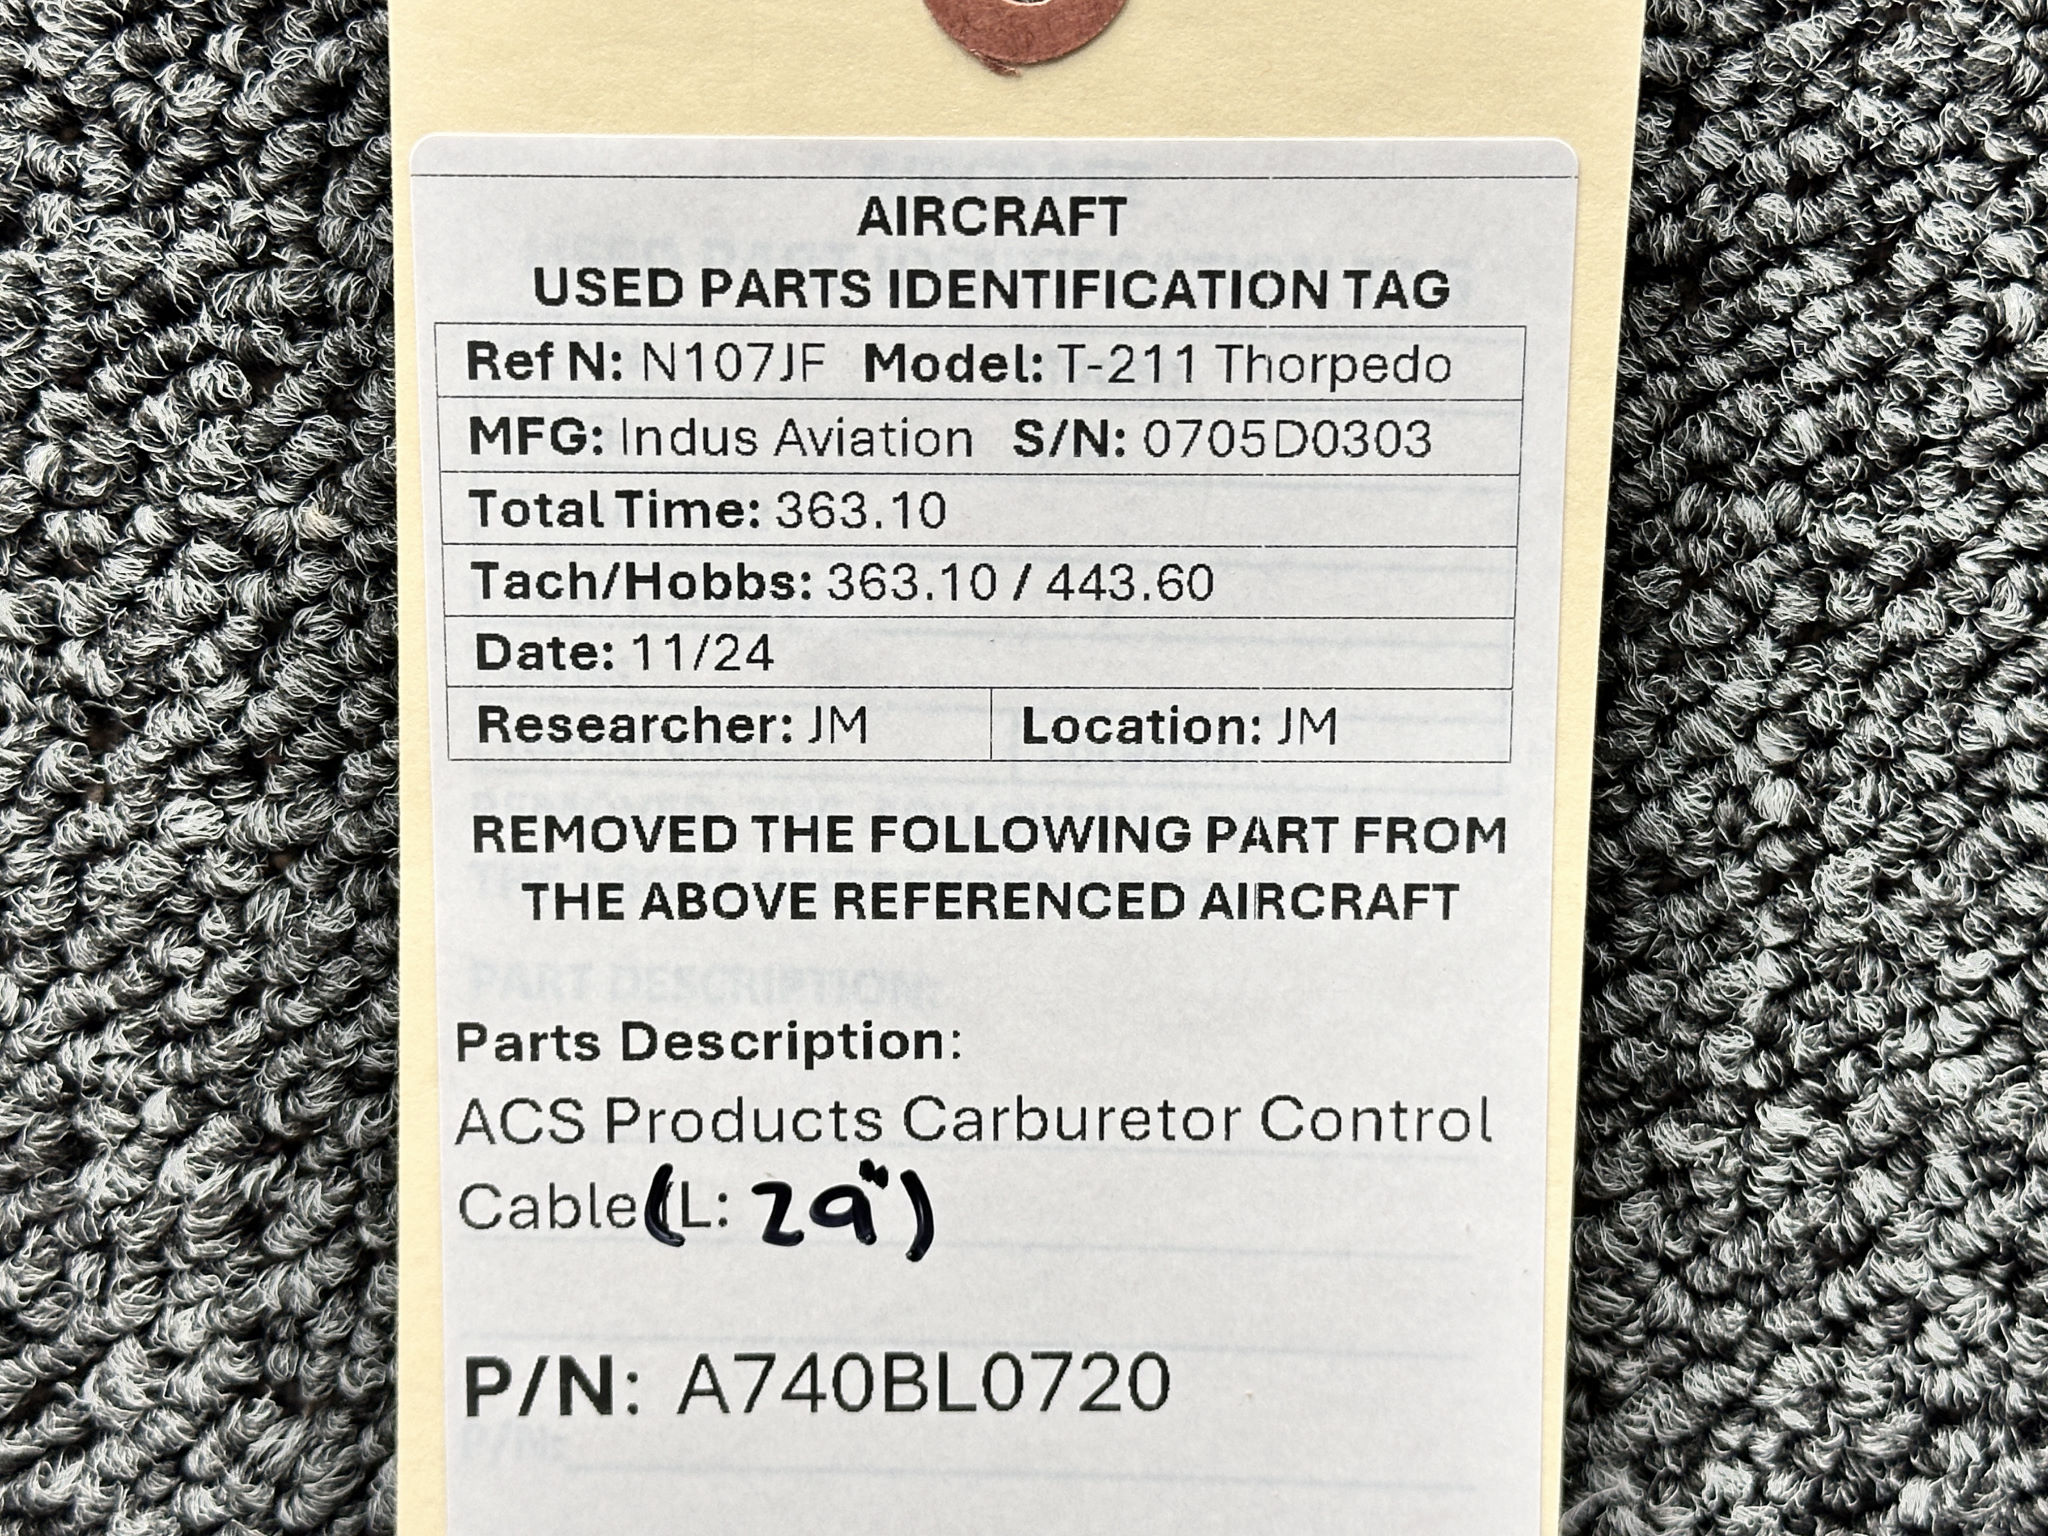 AIRCRAFT
USED PARTS IDENTIFICATION TAG
Ref N: N107JF Model: T-211 Thorpedo
MFG: Indus Aviation S/N: 0705D0303
Total Time: 363.10
Tach/Hobbs: 363.10 / 443.60
Date: 11/24
Researcher: JM Location: JM
REMOVED THE FOLLOWING PART FROM
THE ABOVE REFERENCED AIRCRAFT
PART DESCRIPTION:
Parts Description:
ACS Products Carburetor Control
Cable (L: 29")
P/N: A740BL0720
P/N: